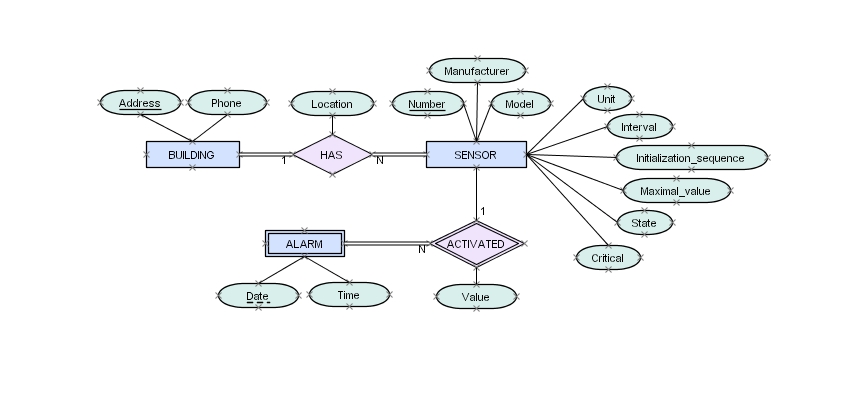 Manufacturer
Address
Phone
Location
Number
Model
Unit
Interval
BUILDING
1
HAS
N
SENSOR
Initialization_sequence
Maximal_value
State
1
ALARM
N
ACTIVATED
Critical
Date
Time
Value